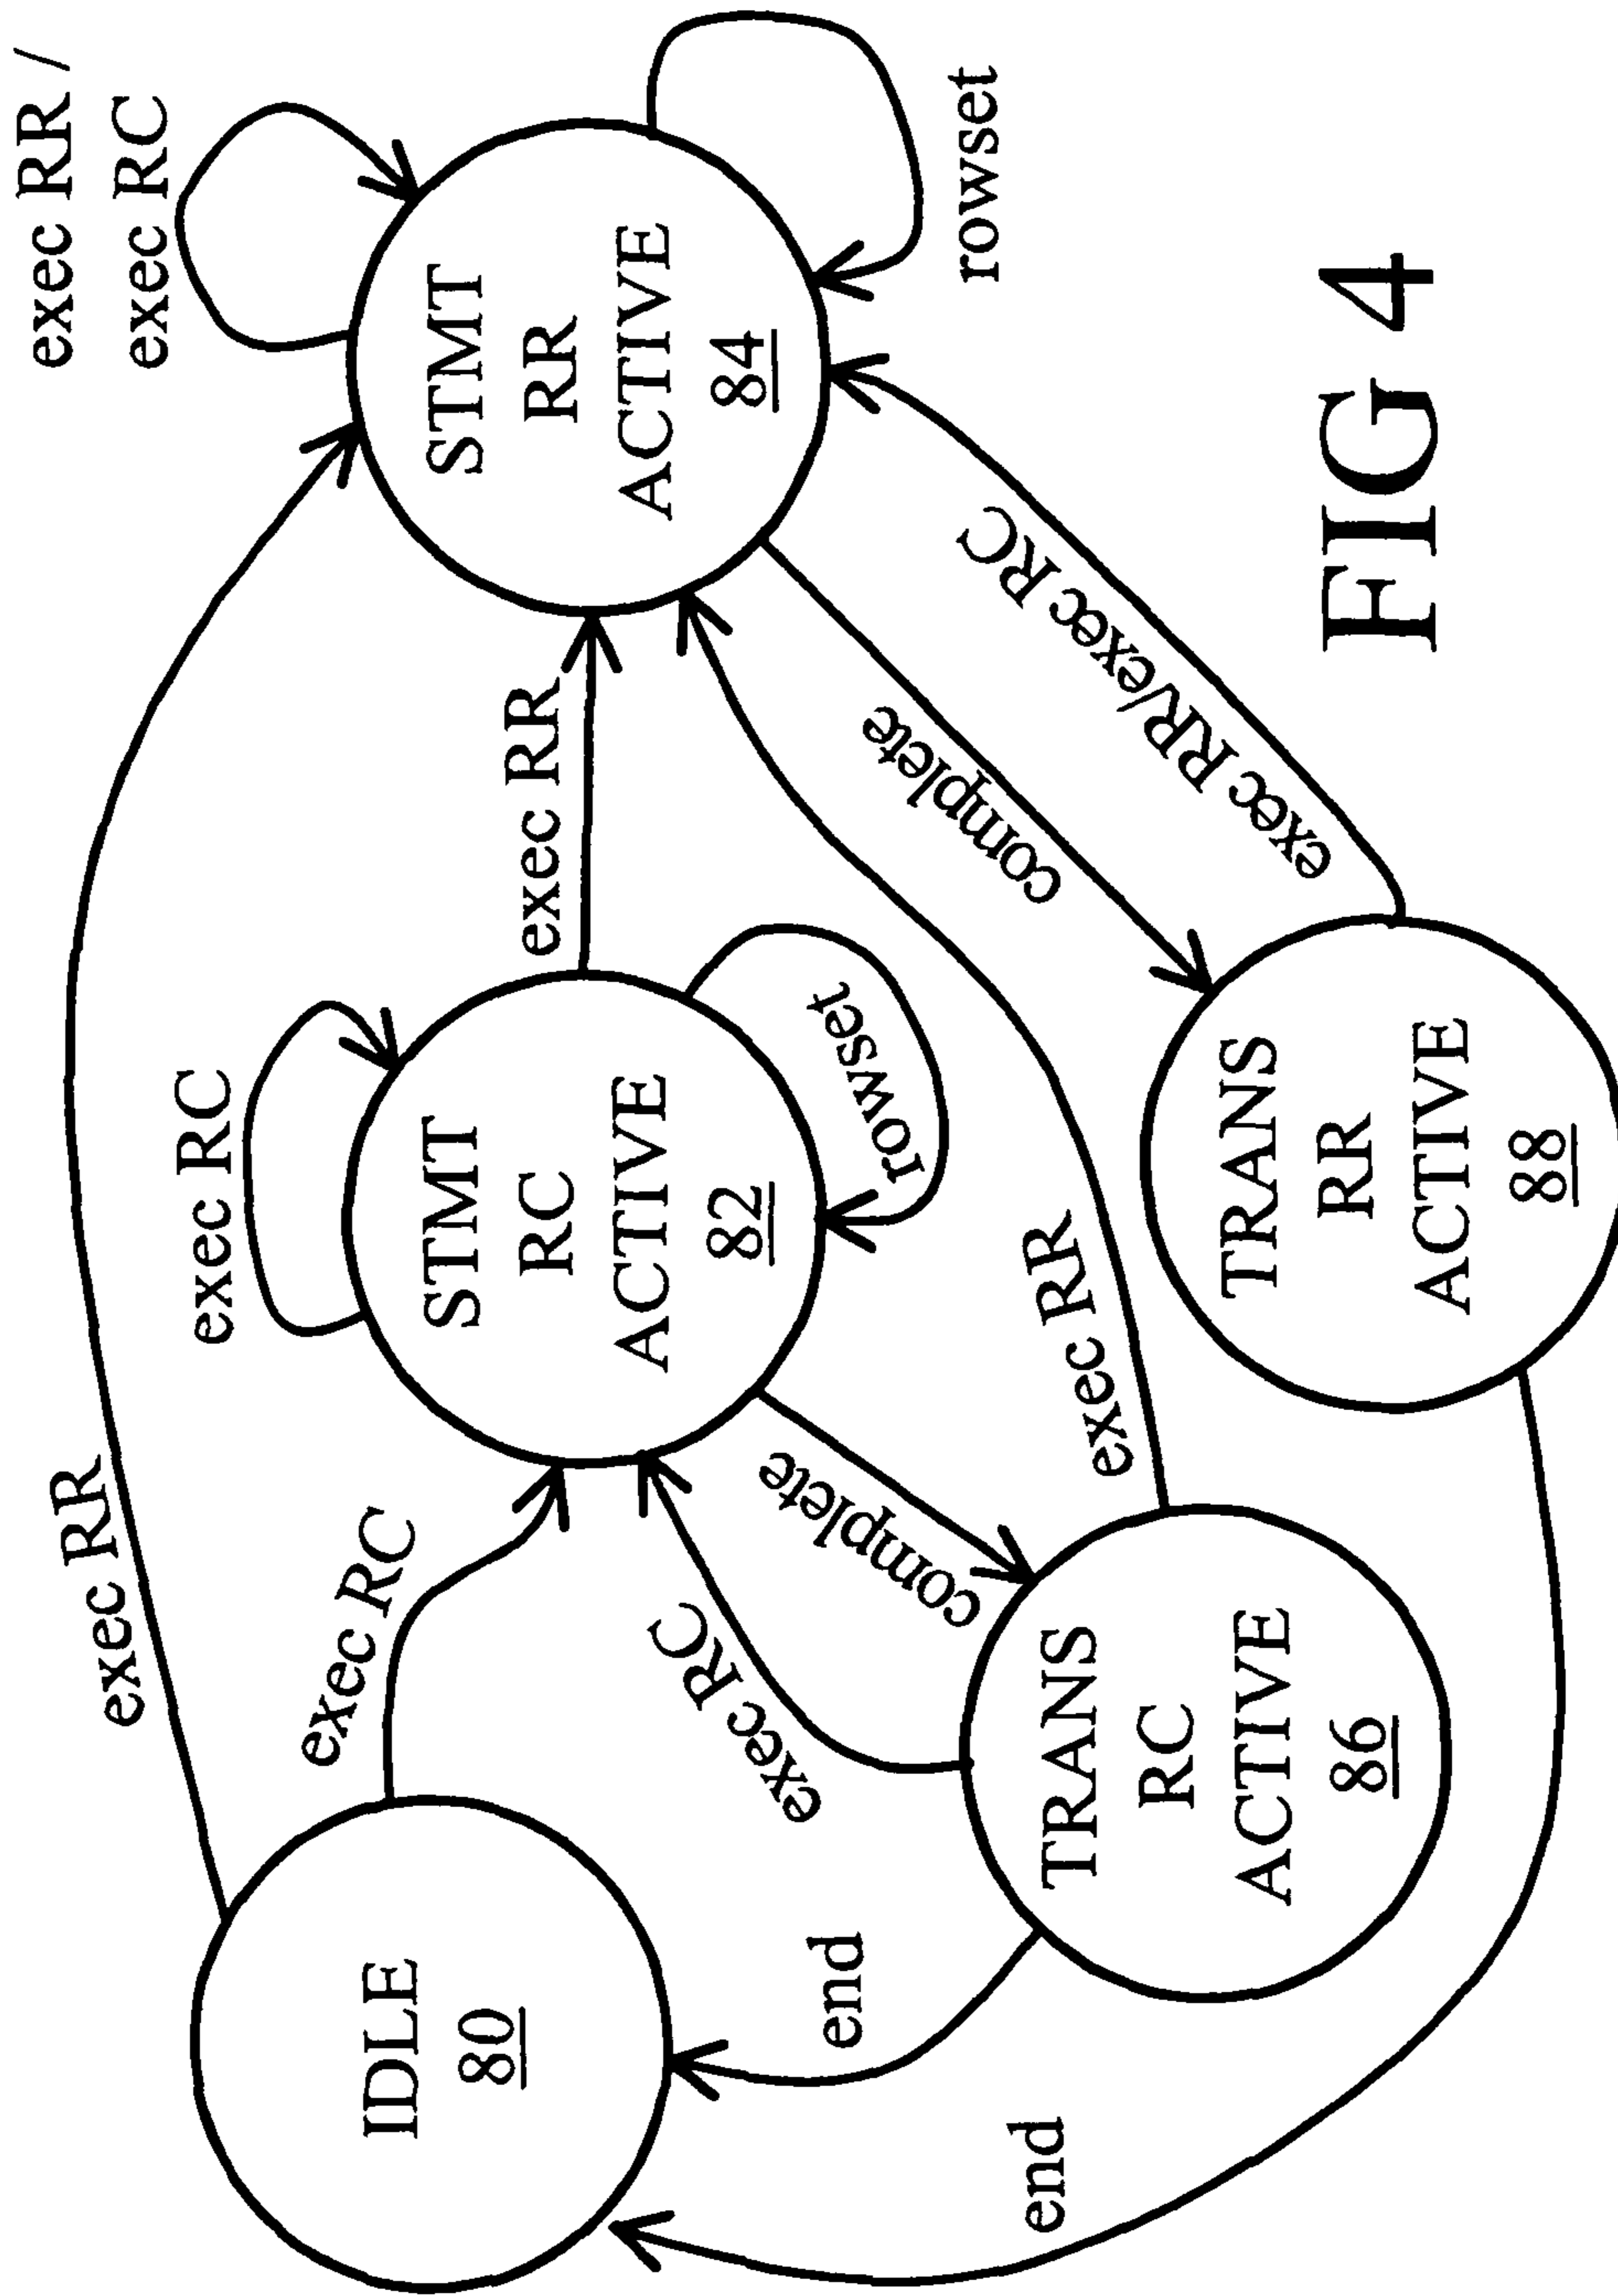 exec RR /
exec RC
exec RR
exec RC
exec RC
exec RR
IDLE
80
STMT
RC
ACTIVE
82
STMT
RR
ACTIVE
84
rowset
rowset
exec RC
complete
exec RR
complete
exec RR/exec RC
end
TRANS
RC
ACTIVE
86
TRANS
RR
ACTIVE
88
end
FIG 4